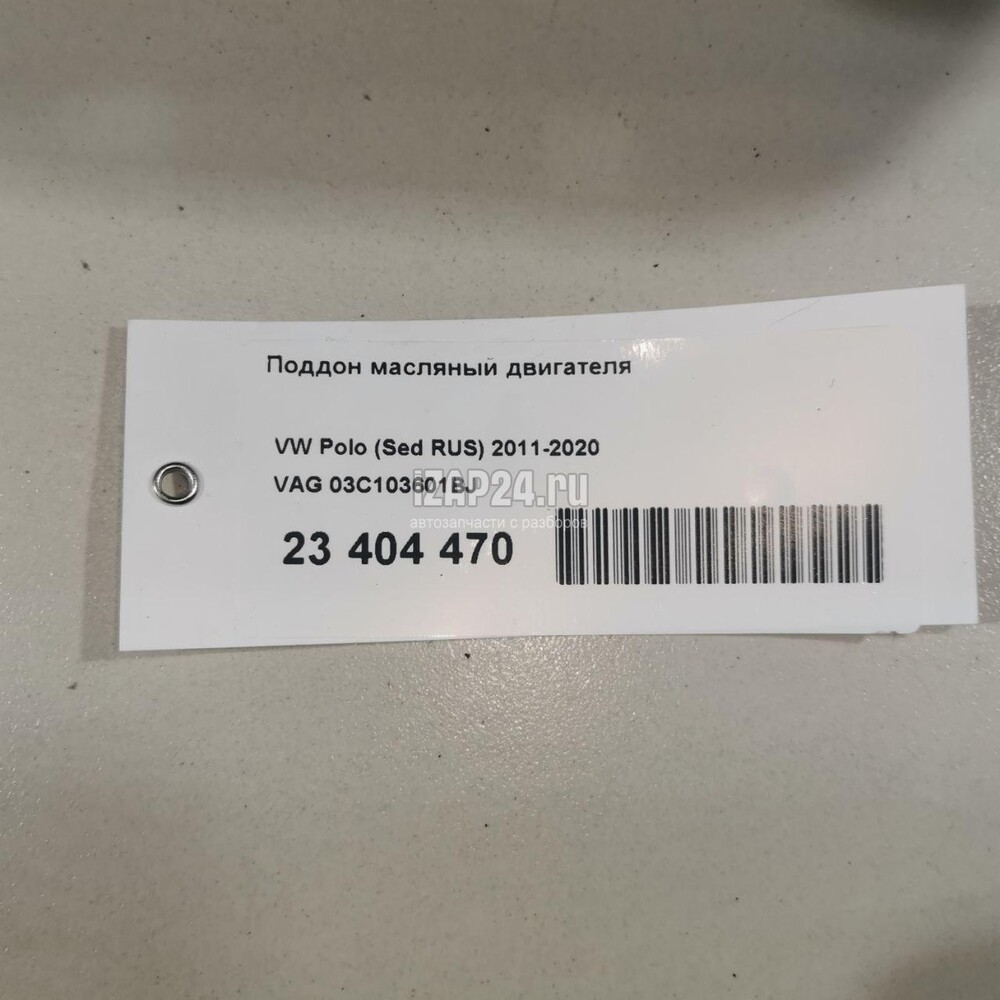 Поддон масляный двигателя
VW Polo (Sed RUS) 2011-2020
VAG 03C103601BJ
iZAP24.ru
автозапчасти с разборов
23 404 470